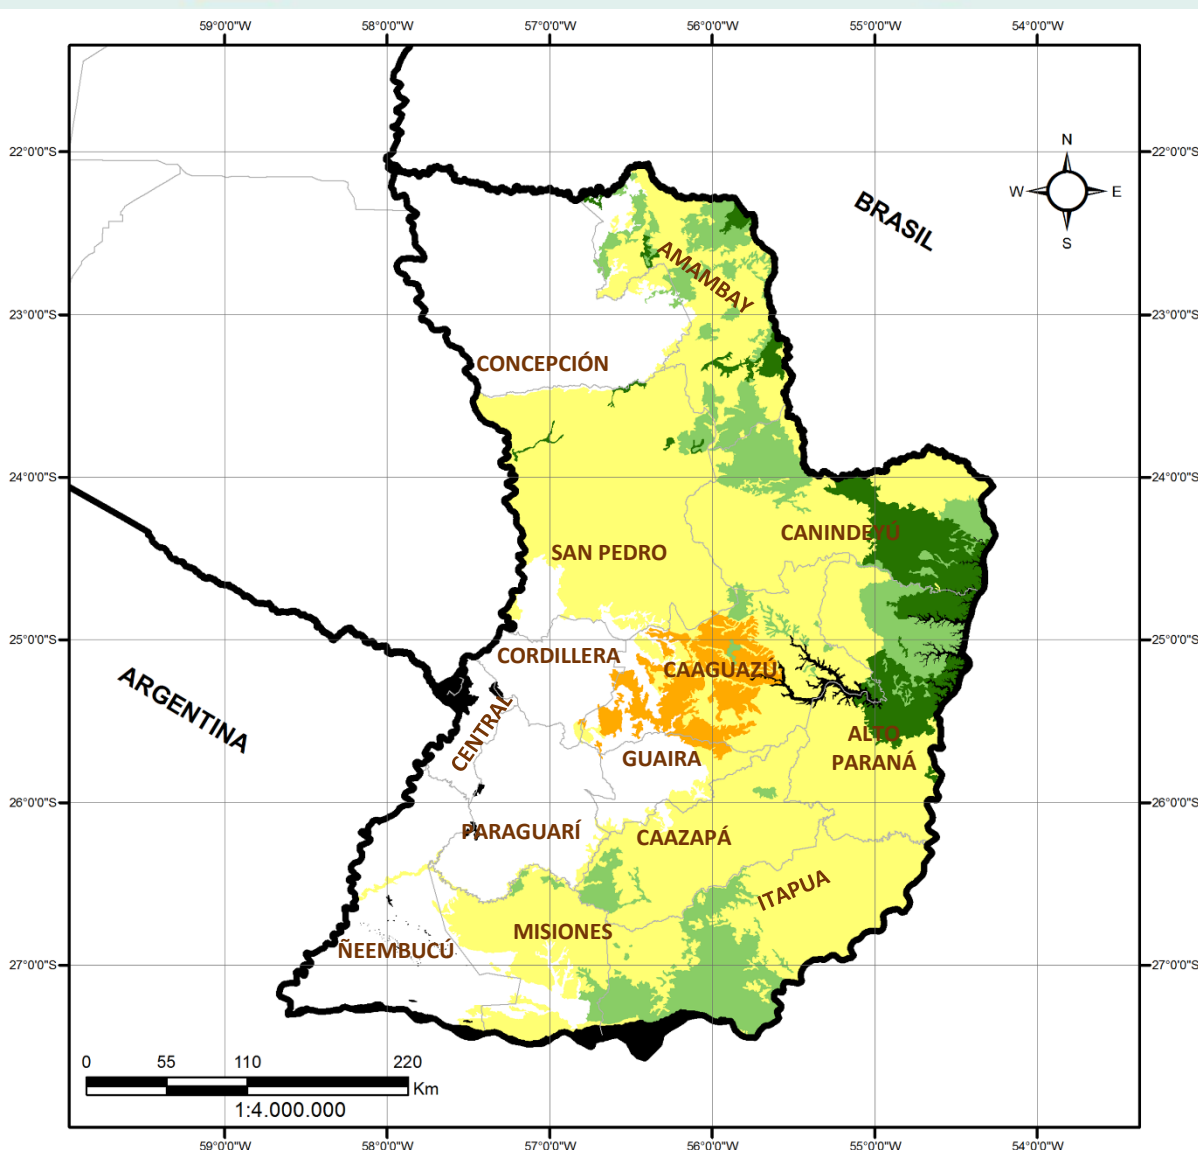 59°0'0"W 58°0'0"W 57°0'0"W 56°0'0"W 55°0'0"W 54°0'0"W
22°0'0"S 22°0'0"S
N
W E
S
BRASIL
AMAMBAY
23°0'0"S 23°0'0"S
CONCEPCIÓN
24°0'0"S 24°0'0"S
CANINDEYÚ
SAN PEDRO
25°0'0"S 25°0'0"S
CORDILLERA
CAAGUAZÚ
ARGENTINA
CENTRAL
ALTO
PARANÁ
GUAIRA
26°0'0"S 26°0'0"S
PARAGUARÍ
CAAZAPÁ
ITAPUA
MISIONES
ÑEEMBUCÚ
27°0'0"S 27°0'0"S
0 55 110 220
Km
1:4.000.000
59°0'0"W 58°0'0"W 57°0'0"W 56°0'0"W 55°0'0"W 54°0'0"W